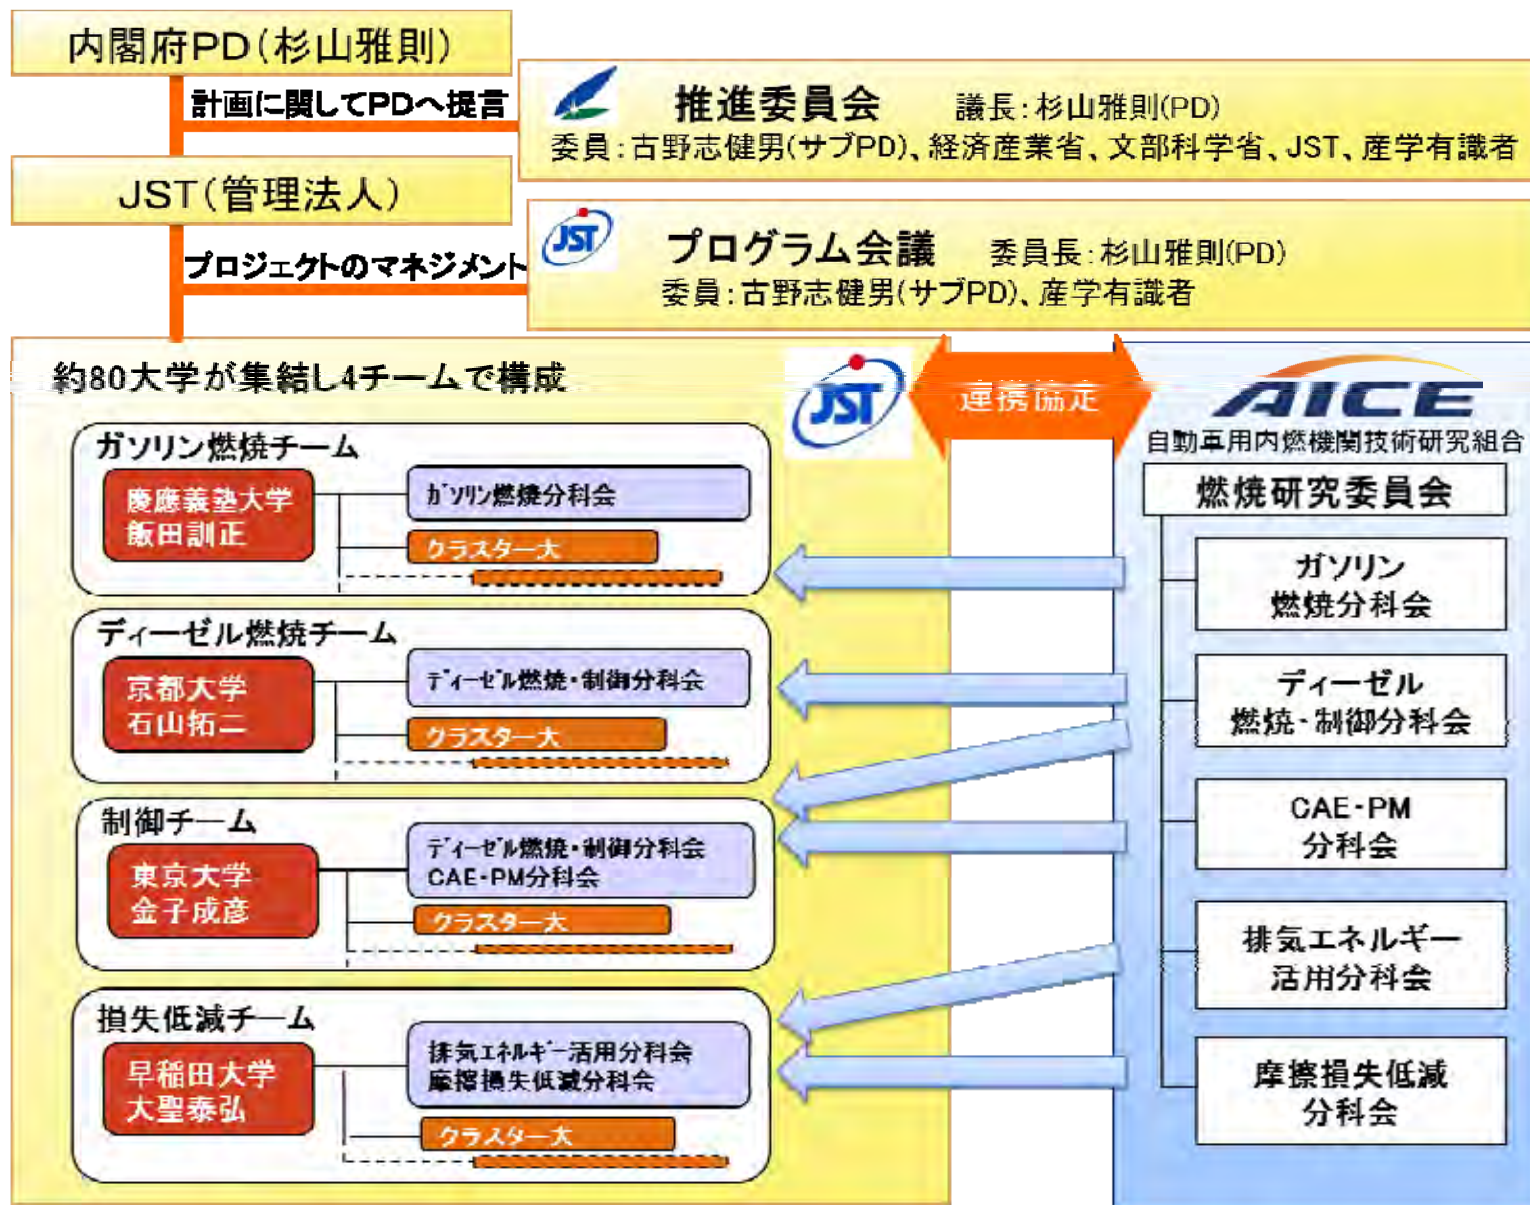 内閣府PD(杉山雅則)
計画に関してPDへ提言
推進委員会 議長:杉山雅則(PD)
委員:古野志健男(サブPD)、経済産業省、文部科学省、JST、産学有識者
JST(管理法人)
プロジェクトのマネジメント
JST
プログラム会議 委員長:杉山雅則(PD)
委員:古野志健男(サブPD)、産学有識者
約80大学が集結し4チームで構成
JST
連携協定
AICE
自動車用内燃機関技術研究組合
ガソリン燃焼チーム
慶應義塾大学
飯田訓正
ガソリン燃焼分科会
クラスター大
ディーゼル燃焼チーム
京都大学
石山拓二
ディーゼル燃焼・制御分科会
クラスター大
制御チーム
東京大学
金子成彦
ディーゼル燃焼・制御分科会
CAE・PM分科会
クラスター大
損失低減チーム
早稲田大学
大聖泰弘
排気エネルギー活用分科会
摩擦損失低減分科会
クラスター大
燃焼研究委員会
ガソリン
燃焼分科会
ディーゼル
燃焼・制御分科会
CAE・PM
分科会
排気エネルギー
活用分科会
摩擦損失低減
分科会